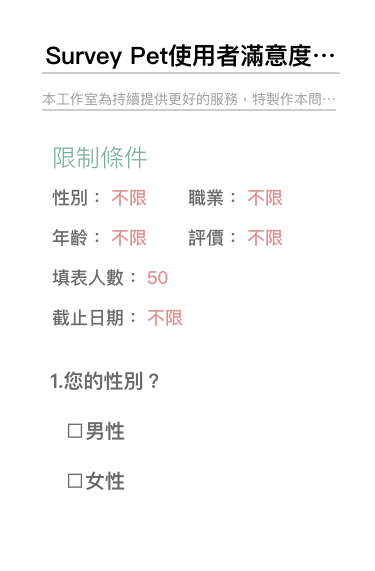 Survey Pet使用者滿意度⋯
本工作室為持續提供更好的服務，特製作本問⋯
限制條件
性別： 不限 職業： 不限
年齡： 不限 評價： 不限
填表人數： 50
截止日期： 不限
1.您的性別？
□男性
□女性